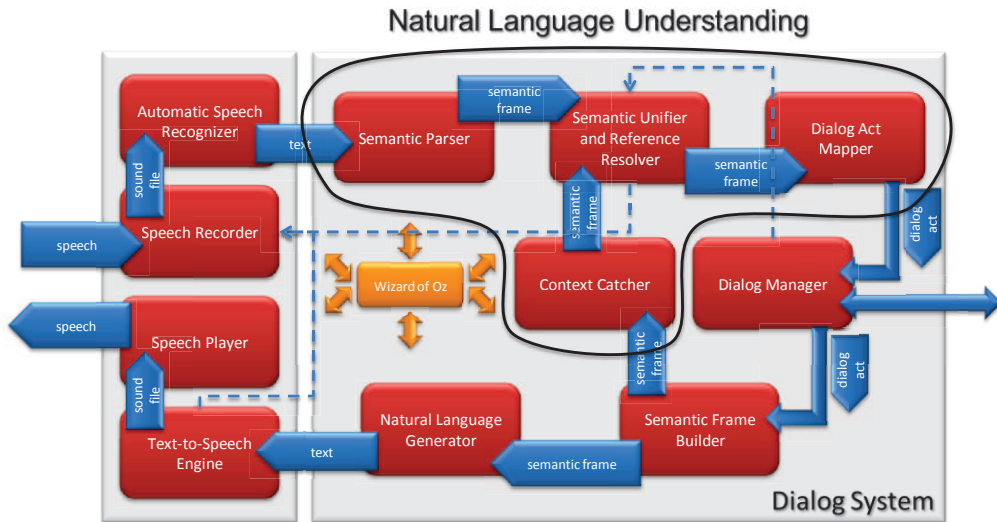 Natural Language Understanding
semantic
frame
Automatic Speech
Recognizer
text
Semantic Parser
Semantic Unifier
and Reference
Resolver
Dialog Act
Mapper
semantic
frame
sound
file
semantic
frame
dialog
act
speech
Speech Recorder
Wizard of Oz
Context Catcher
Dialog Manager
speech
Speech Player
sound
file
semantic
frame
dialog
act
Text-to-Speech
Engine
text
Natural Language
Generator
semantic frame
Semantic Frame
Builder
Dialog System